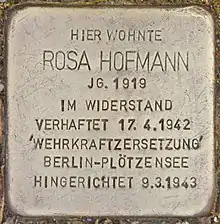 HIER WOHNTE
ROSA HOFMANN
JG. 1919
IM WIDERSTAND
VERHAFTET 17.4.1942
'WEHRKRAFTZERSETZUNG'
BERLIN-PLÖTZENSEE
HINGERICHTET 9.3.1943